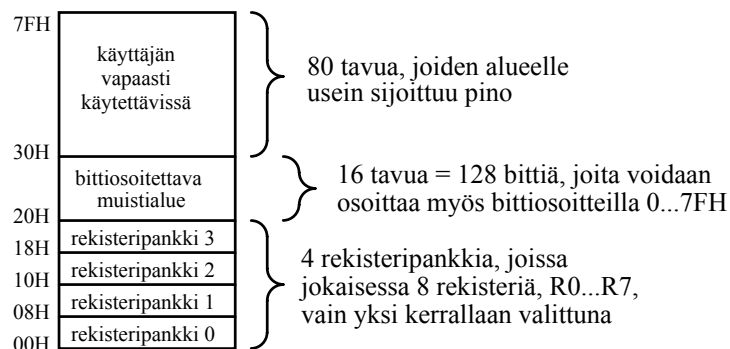 7FH
käyttäjän
vapaasti
käytettävissä
80 tavua, joiden alueelle
usein sijoittuu pino
30H
bittiosoitettava
muistialue
16 tavua = 128 bittiä, joita voidaan
osoittaa myös bittiosoitteilla 0...7FH
20H
rekisteripankki 3
18H
rekisteripankki 2
10H
rekisteripankki 1
08H
rekisteripankki 0
00H
4 rekisteripankkia, joissa
jokaisessa 8 rekisteriä, R0...R7,
vain yksi kerrallaan valittuna